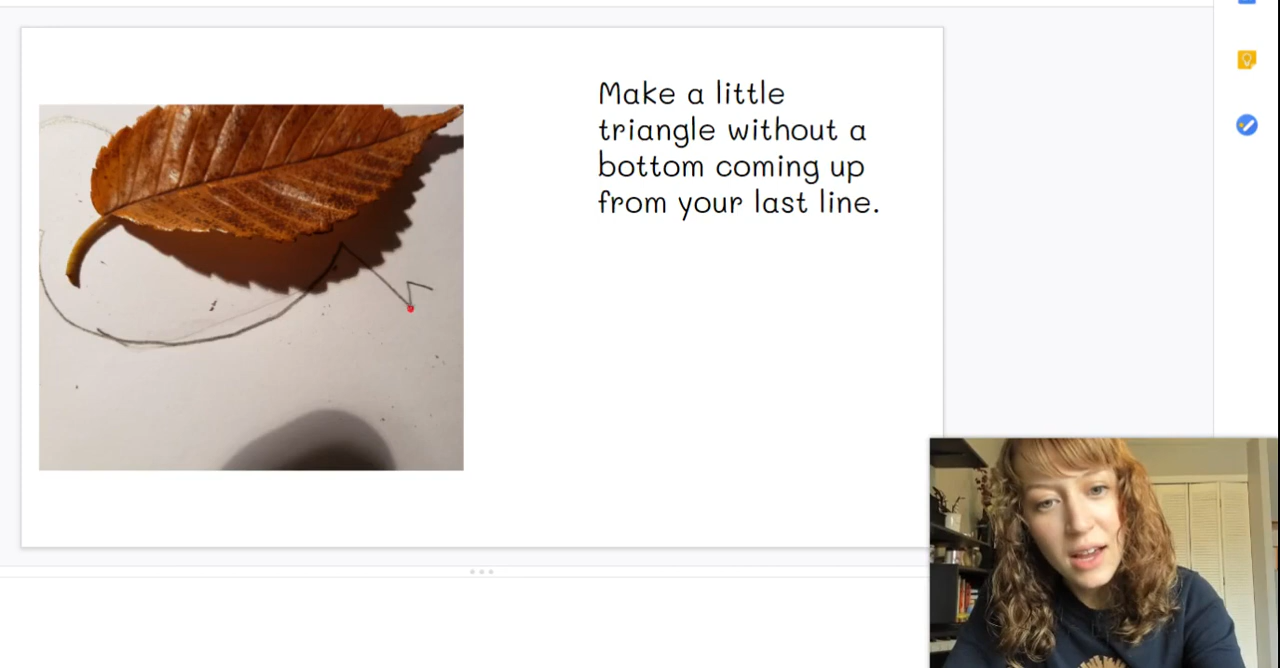 Make a little
triangle without a
bottom coming up
from your last line.